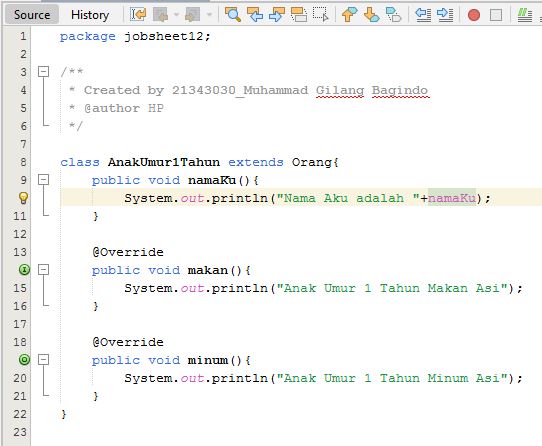 Source History
1 package jobsheet12;
2
3 /**
4 * Created by 21343030_Muhammad Gilang Bagindo
5 * @author HP
6 */
7
8 class AnakUmur1Tahun extends Orang{
9 public void namaKu(){
System.out.println("Nama Aku adalah "+namaKu);
11 }
12
13 @Override
public void makan(){
15 System.out.println("Anak Umur 1 Tahun Makan Asi");
16 }
17
18 @Override
public void minum(){
20 System.out.println("Anak Umur 1 Tahun Minum Asi");
21 }
22 }
23